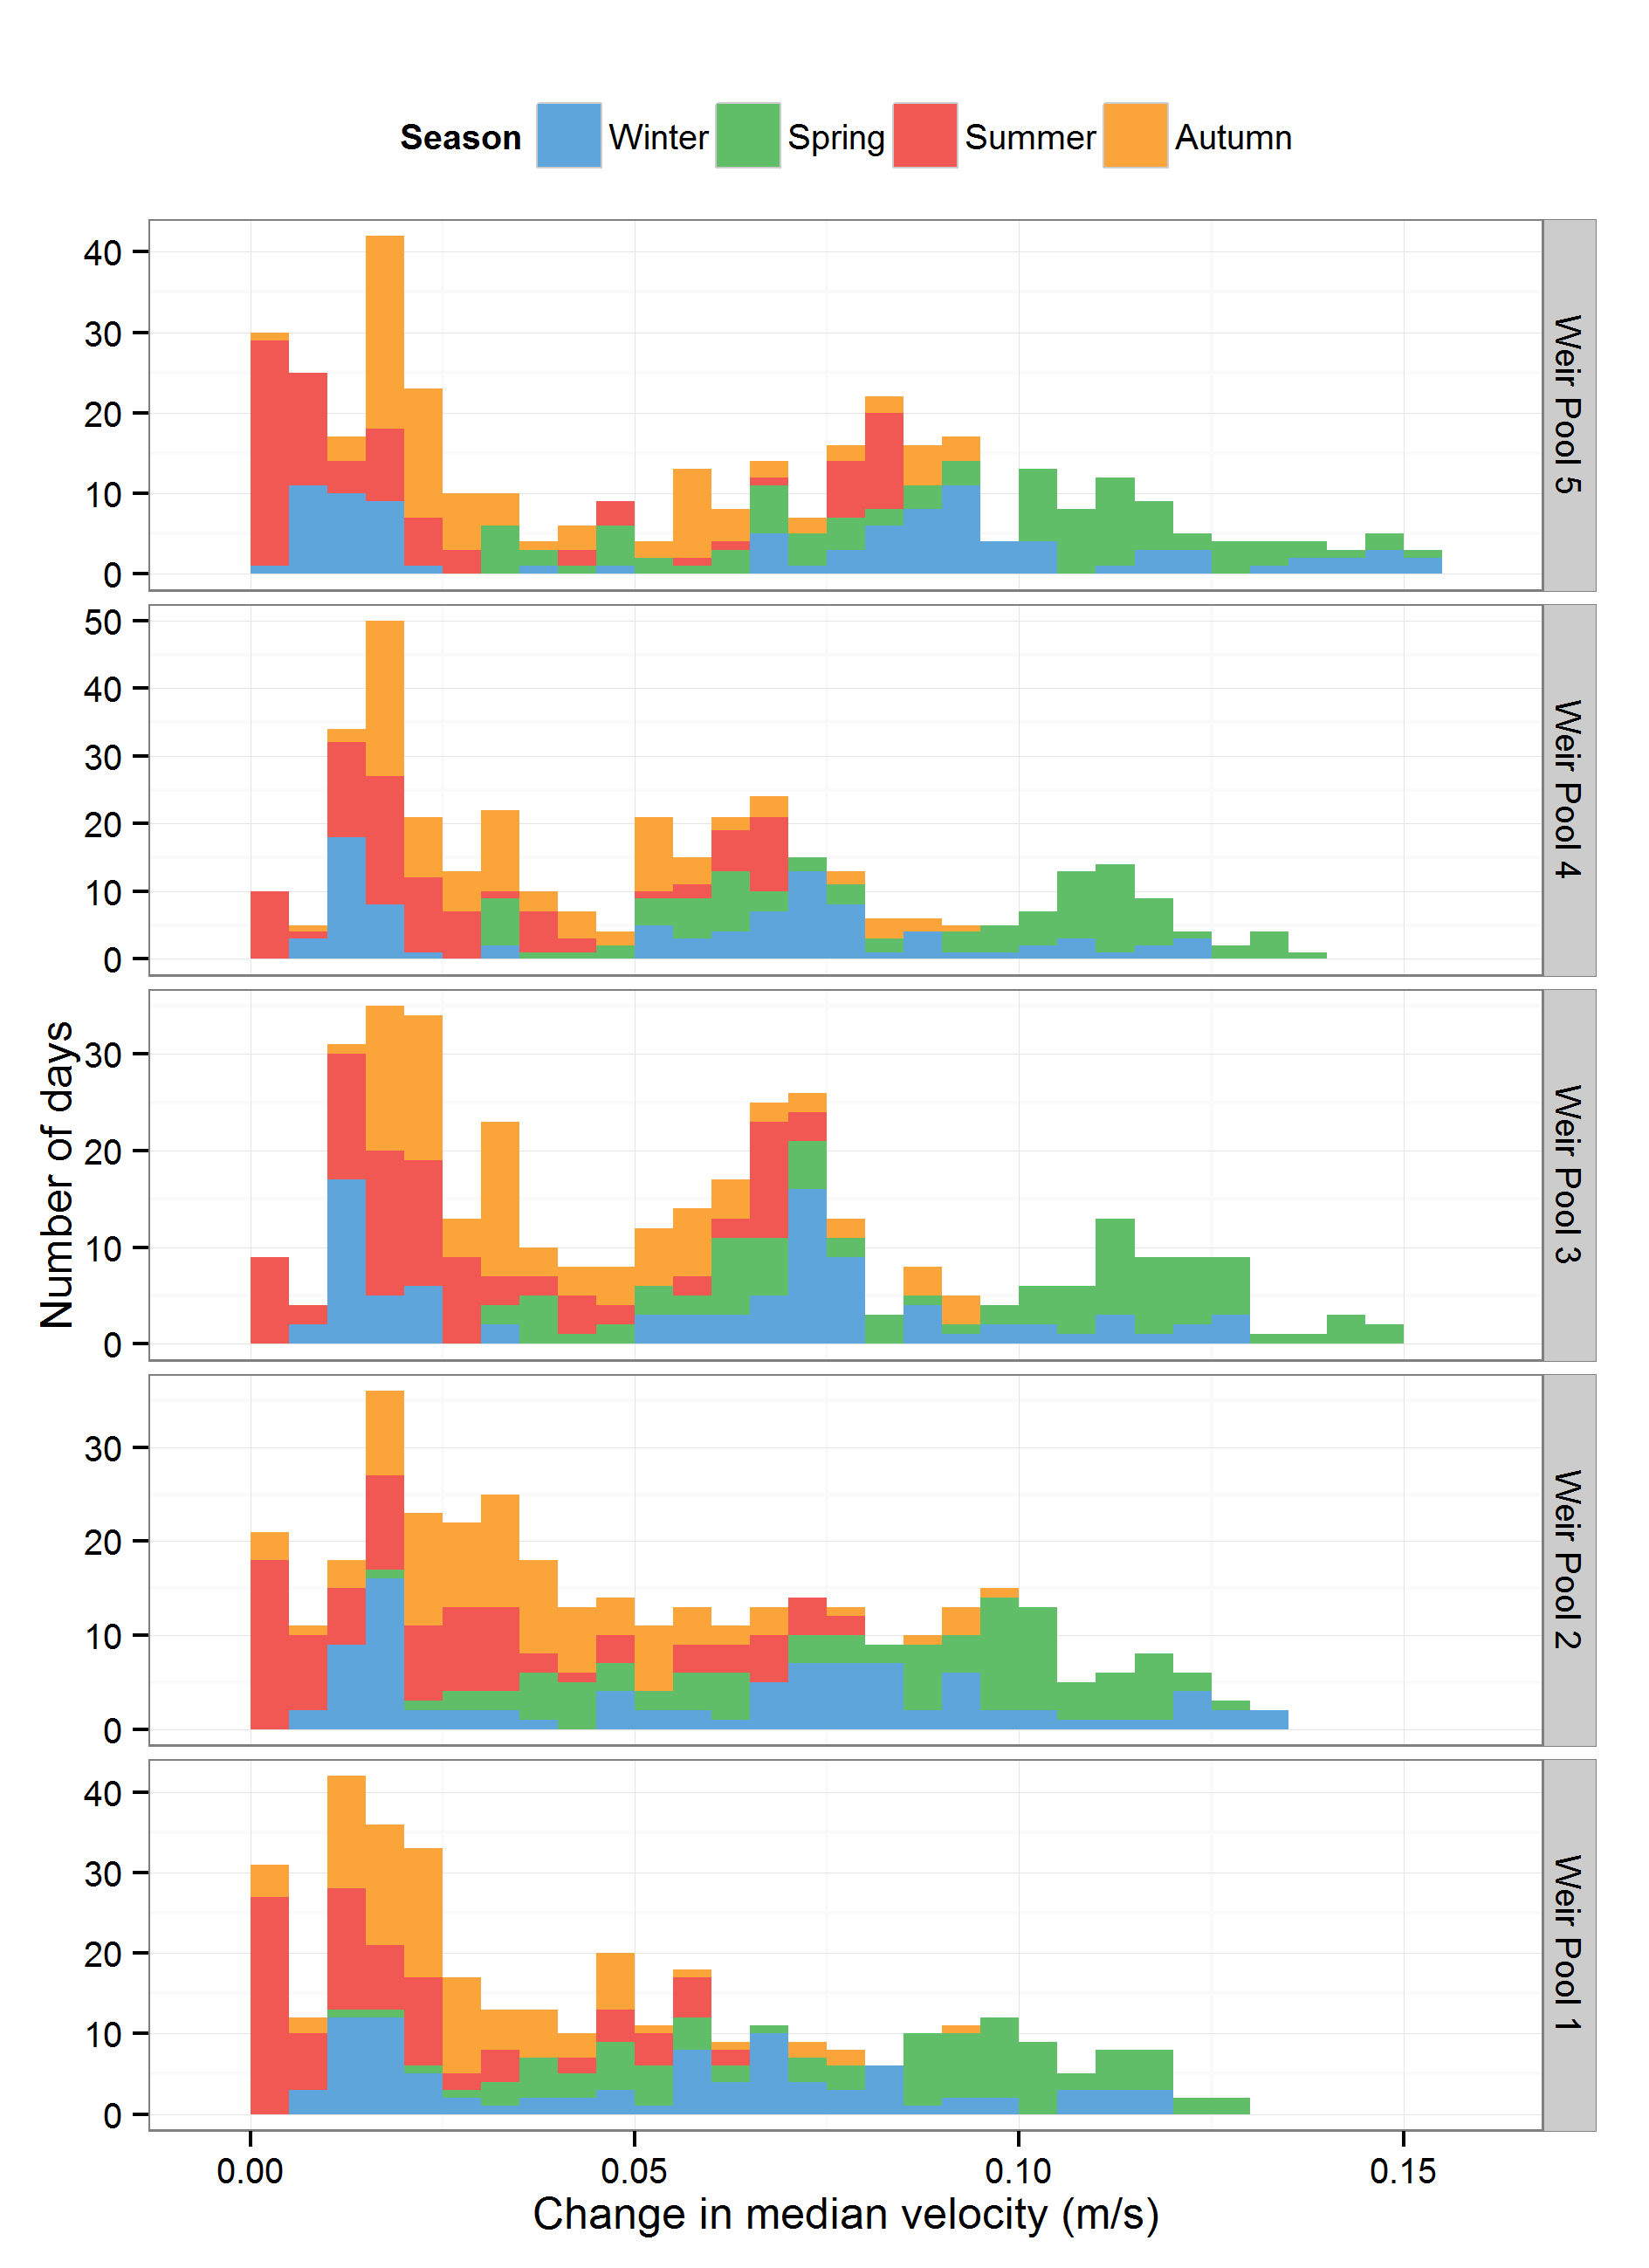 Season Winter Spring Summer Autumn
40
30
20
10
0
Weir Pool 5
50
40
30
20
10
0
Weir Pool 4
30
20
10
0
Weir Pool 3
30
20
10
0
Weir Pool 2
40
30
20
10
0
Weir Pool 1
Number of days
0.00 0.05 0.10 0.15
Change in median velocity (m/s)